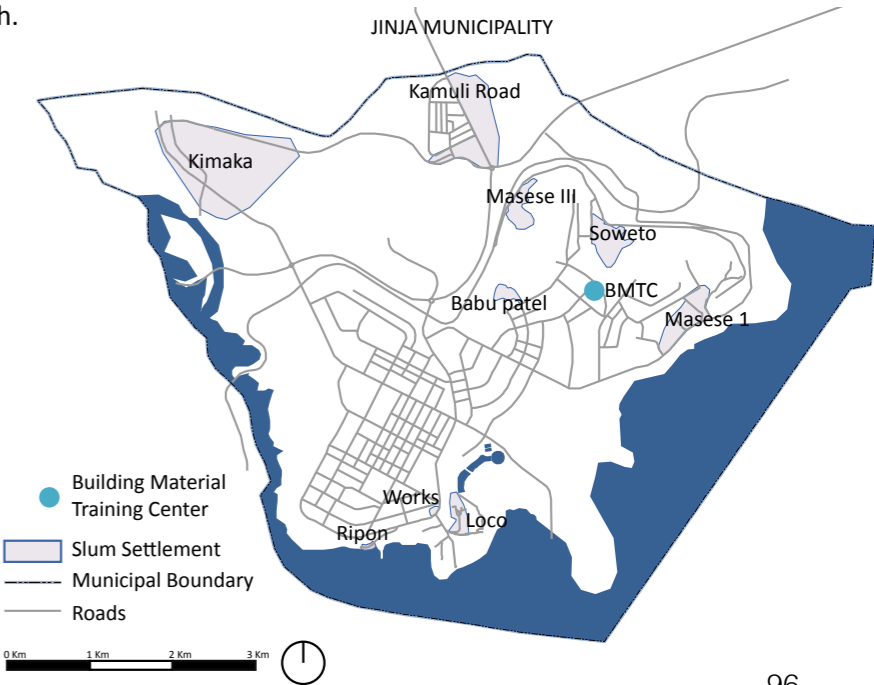 h.
JINJA MUNICIPALITY
Kamuli Road
Kimaka
Masese III
Soweto
BMTC
Babu patel
Masese 1
Building Material
Training Center
Works
Loco
Ripon
Slum Settlement
Municipal Boundary
Roads
0 Km 1 Km 2 Km 3 Km
96